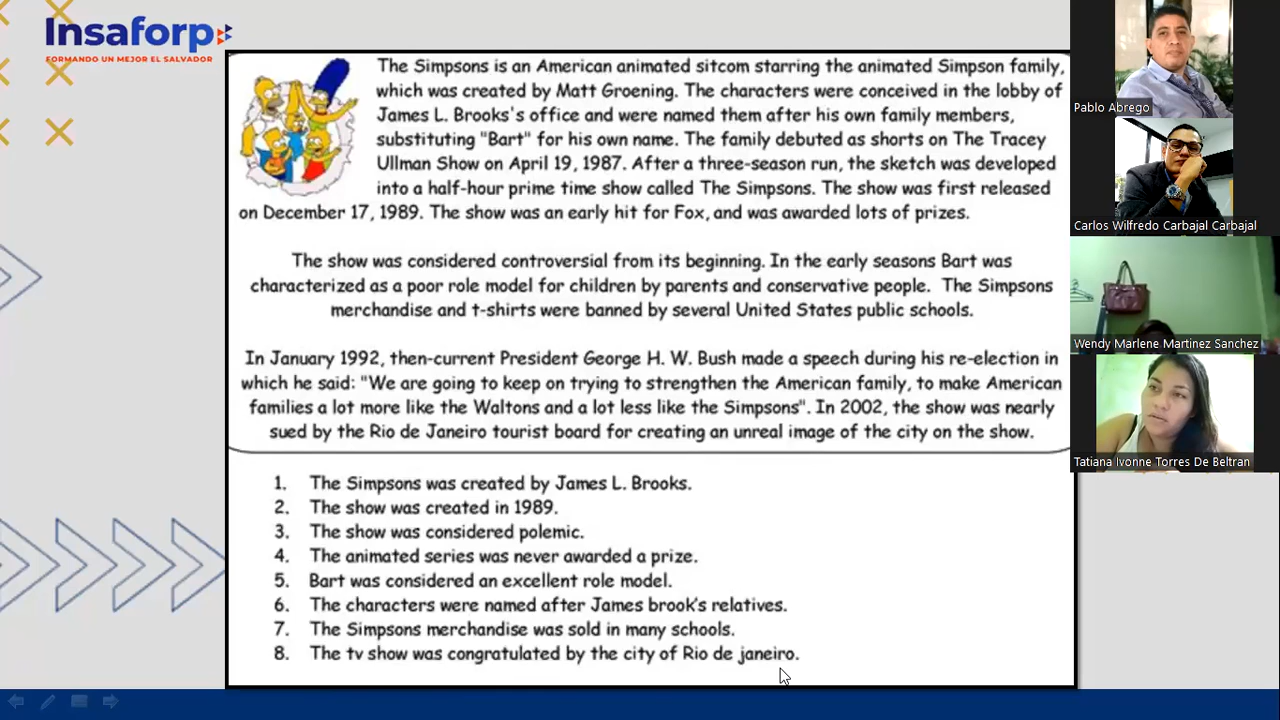 Insaforp
FORMANDO UN MEJOR EL SALVADOR
The Simpsons is an American animated sitcom starring the animated Simpson family,
which was created by Matt Groening. The characters were conceived in the lobby of
James L. Brooks's office and were named them after his own family members,
substituting "Bart" for his own name. The family debuted as shorts on The Tracey
Ullman Show on April 19, 1987. After a three-season run, the sketch was developed
into a half-hour prime time show called The Simpsons. The show was first released
on December 17, 1989. The show was an early hit for Fox, and was awarded lots of prizes.
The show was considered controversial from its beginning. In the early seasons Bart was
characterized as a poor role model for children by parents and conservative people. The Simpsons
merchandise and t-shirts were banned by several United States public schools.
In January 1992, then-current President George H. W. Bush made a speech during his re-election in
which he said: "We are going to keep on trying to strengthen the American family, to make American
families a lot more like the Waltons and a lot less like the Simpsons". In 2002, the show was nearly
sued by the Rio de Janeiro tourist board for creating an unreal image of the city on the show.
1. The Simpsons was created by James L. Brooks.
2. The show was created in 1989.
3. The show was considered polemic.
4. The animated series was never awarded a prize.
5. Bart was considered an excellent role model.
6. The characters were named after James brook's relatives.
7. The Simpsons merchandise was sold in many schools.
8. The tv show was congratulated by the city of Rio de janeiro.
Pablo Abrego
Carlos Wilfredo Carbajal Carbajal
Wendy Marlene Martinez Sanchez
Tatiana Ivonne Torres De Beltran